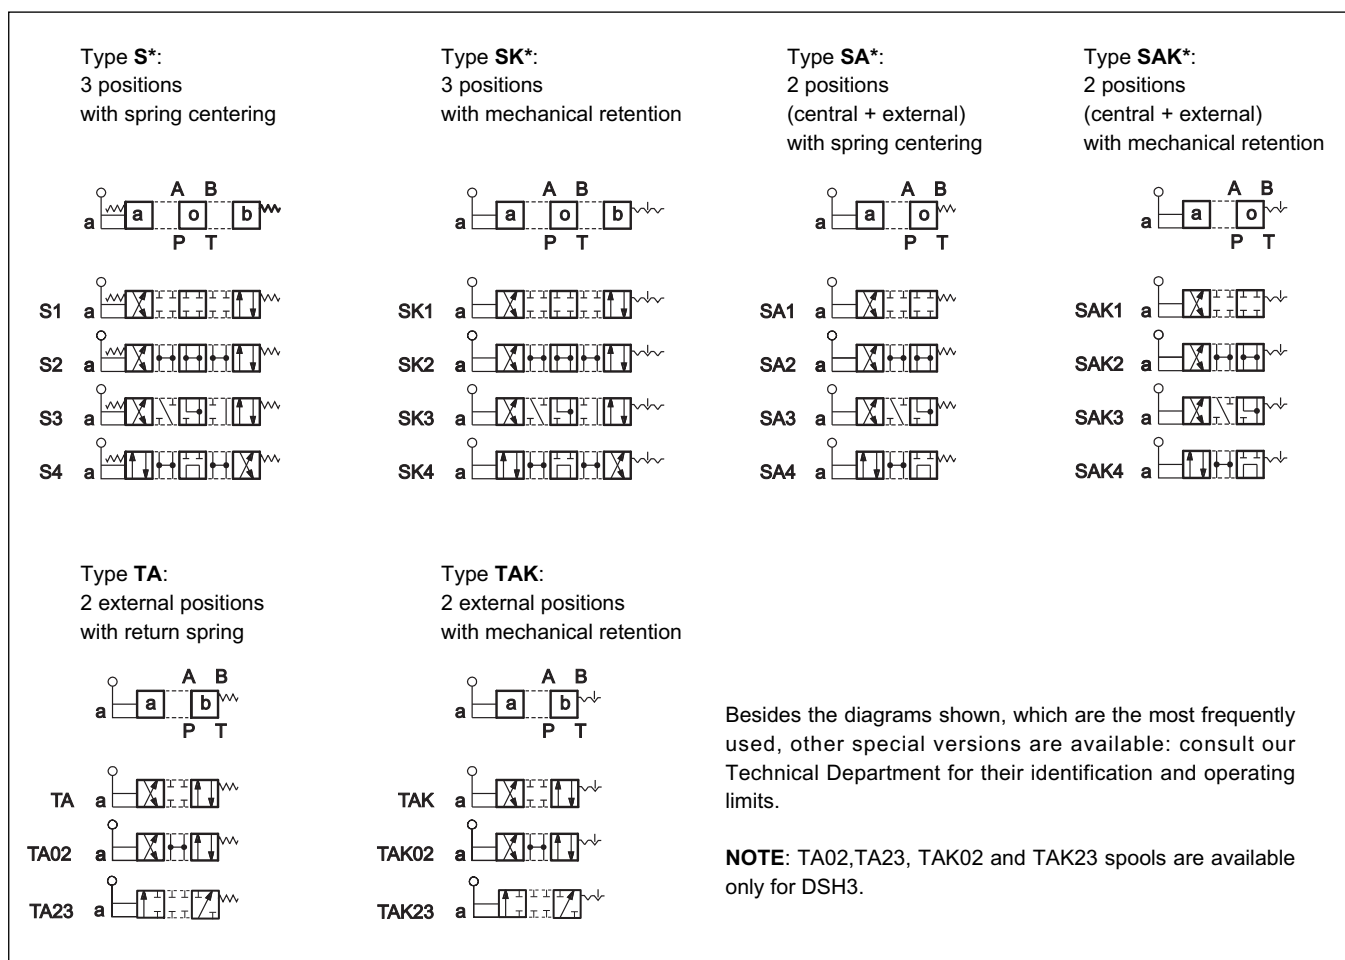 Type S*:
3 positions
with spring centering
A B
a a o b
P T
S1 a
S2 a
S3 a
S4 a
Type SK*:
3 positions
with mechanical retention
A B
a a o b
P T
SK1 a
SK2 a
SK3 a
SK4 a
Type SA*:
2 positions
(central + external)
with spring centering
A B
a a o
P T
SA1 a
SA2 a
SA3 a
SA4 a
Type SAK*:
2 positions
(central + external)
with mechanical retention
A B
a a o
P T
SAK1 a
SAK2 a
SAK3 a
SAK4 a
Type TA:
2 external positions
with return spring
A B
a a b
P T
TA a
TA02 a
TA23 a
Type TAK:
2 external positions
with mechanical retention
A B
a a b
P T
TAK a
TAK02 a
TAK23 a
Besides the diagrams shown, which are the most frequently
used, other special versions are available: consult our
Technical Department for their identification and operating
limits.
NOTE: TA02,TA23, TAK02 and TAK23 spools are available
only for DSH3.